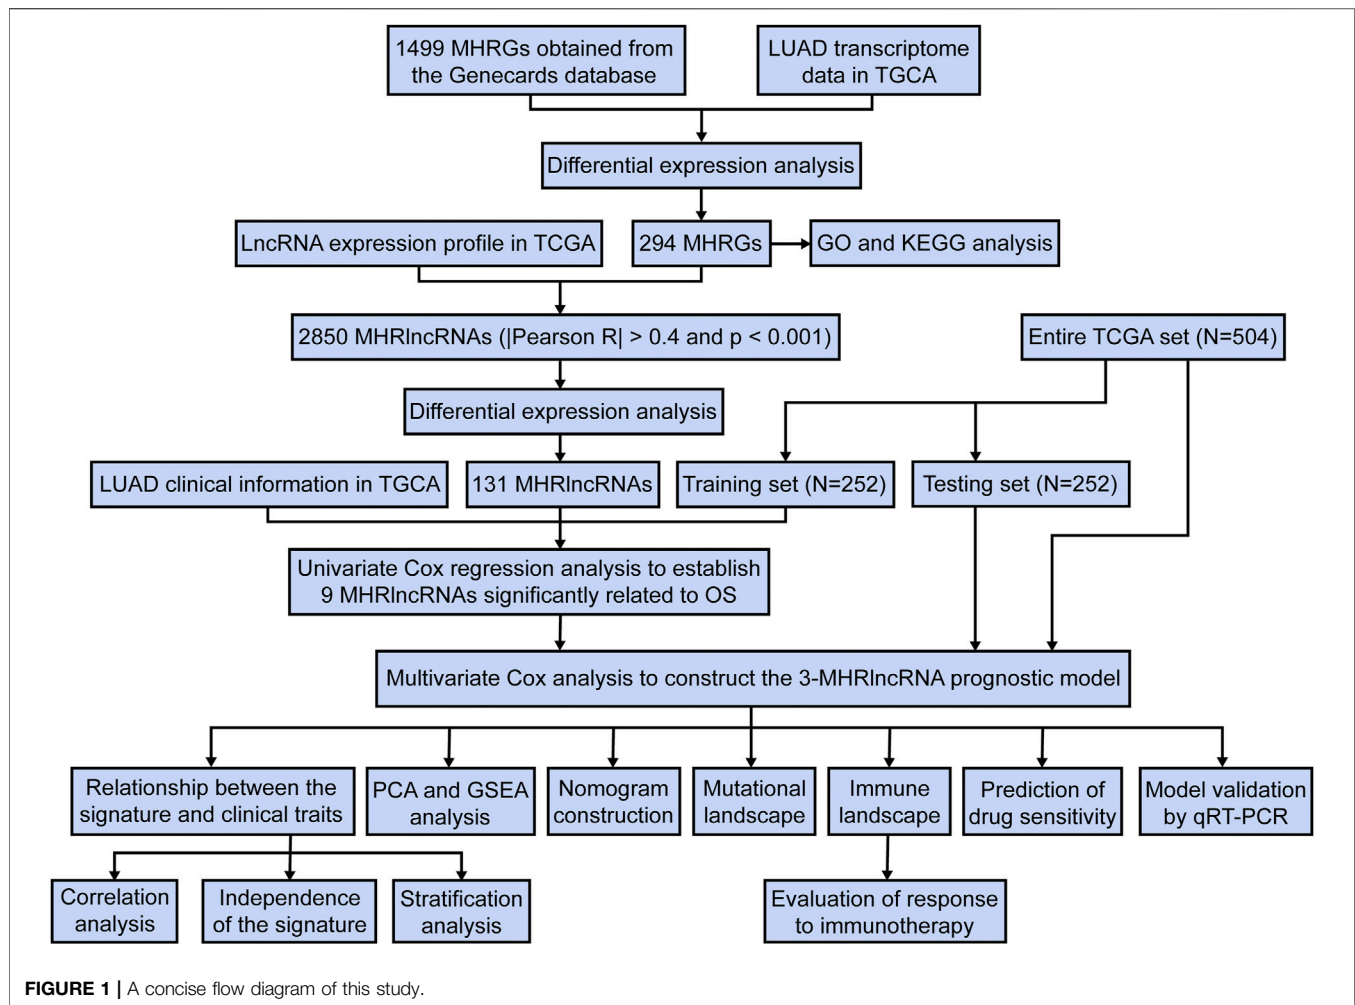 1499 MHRGs obtained from
the Genecards database
LUAD transcriptome
data in TGCA
Differential expression analysis
LncRNA expression profile in TCGA
294 MHRGs
GO and KEGG analysis
2850 MHRlncRNAs (|Pearson R| > 0.4 and p < 0.001)
Entire TCGA set (N=504)
Differential expression analysis
LUAD clinical information in TGCA
131 MHRlncRNAs
Training set (N=252)
Testing set (N=252)
Univariate Cox regression analysis to establish
9 MHRlncRNAs significantly related to OS
Multivariate Cox analysis to construct the 3-MHRlncRNA prognostic model
Relationship between the
signature and clinical traits
PCA and GSEA
analysis
Nomogram
construction
Mutational
landscape
Immune
landscape
Prediction of
drug sensitivity
Model validation
by qRT-PCR
Correlation
analysis
Independence
of the signature
Stratification
analysis
Evaluation of response
to immunotherapy
FIGURE 1 | A concise flow diagram of this study.